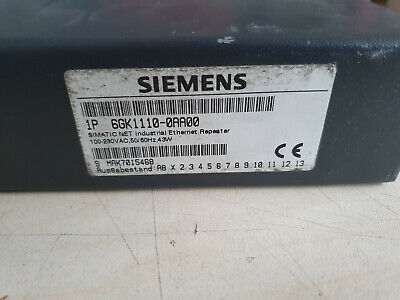 SIEMENS
1P 6GK1110-0AA00
SIMATIC NET Industrial Ethernet Repeater
100-230VAC,50/60Hz,43W
S MAK7015468
Ausgabestand: AB X 2 3 4 5 6 7 8 9 10 11 12 13
CE